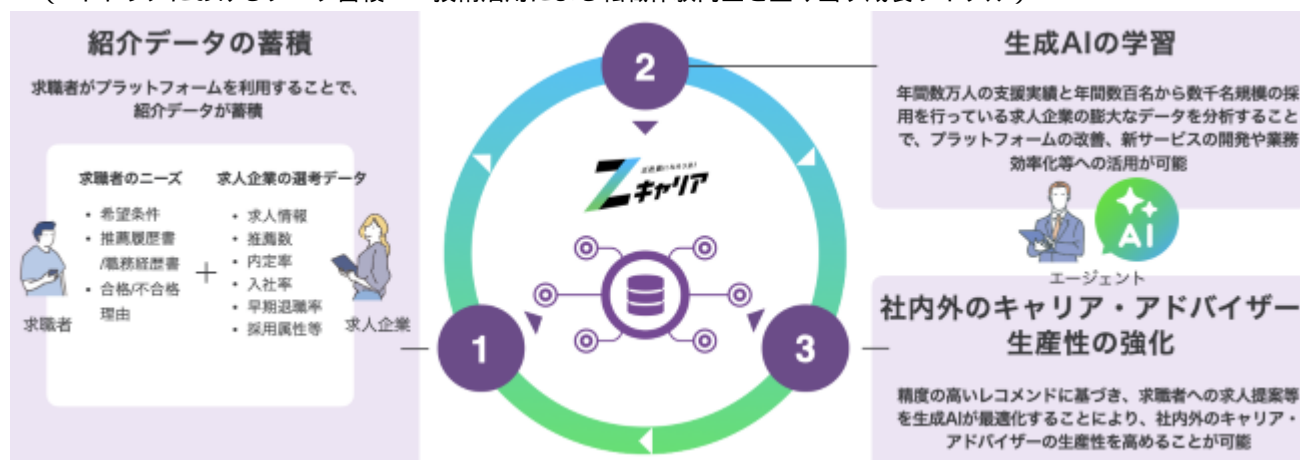 紹介データの蓄積
求職者がプラットフォームを利用することで、
紹介データが蓄積
求職者のニーズ
・希望条件
・推薦履歴書
/職務経歴書
・合格/不合格
理由
+
求人企業の選考データ
・求人情報
・推薦数
・内定率
・入社率
・早期退職率
・採用属性等
求職者
求人企業
1
2
3
Zキャリア
生成AIの学習
年間数万人の支援実績と年間数百名から数千名規模の採
用を行っている求人企業の膨大なデータを分析すること
で、プラットフォームの改善、新サービスの開発や業務
効率化等への活用が可能
AI
エージェント
社内外のキャリア・アドバイザー
生産性の強化
精度の高いレコメンドに基づき、求職者への求人提案等
を生成AIが最適化することにより、社内外のキャリア・
アドバイザーの生産性を高めることが可能